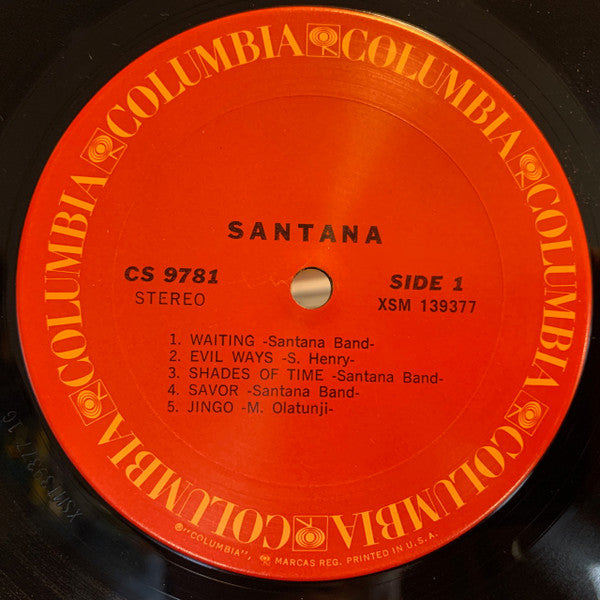 COLUMBIA COLUMBIA COLUMBIA COLUMBIA COLUMBIA COLUMBIA
SANTANA
CS 9781 SIDE 1
STEREO XSM 139377
1. WAITING -Santana Band-
2. EVIL WAYS -S. Henry-
3. SHADES OF TIME -Santana Band-
4. SAVOR -Santana Band-
5. JINGO -M. Olatunji-
®"COLUMBIA", MARCAS REG. PRINTED IN U.S.A.